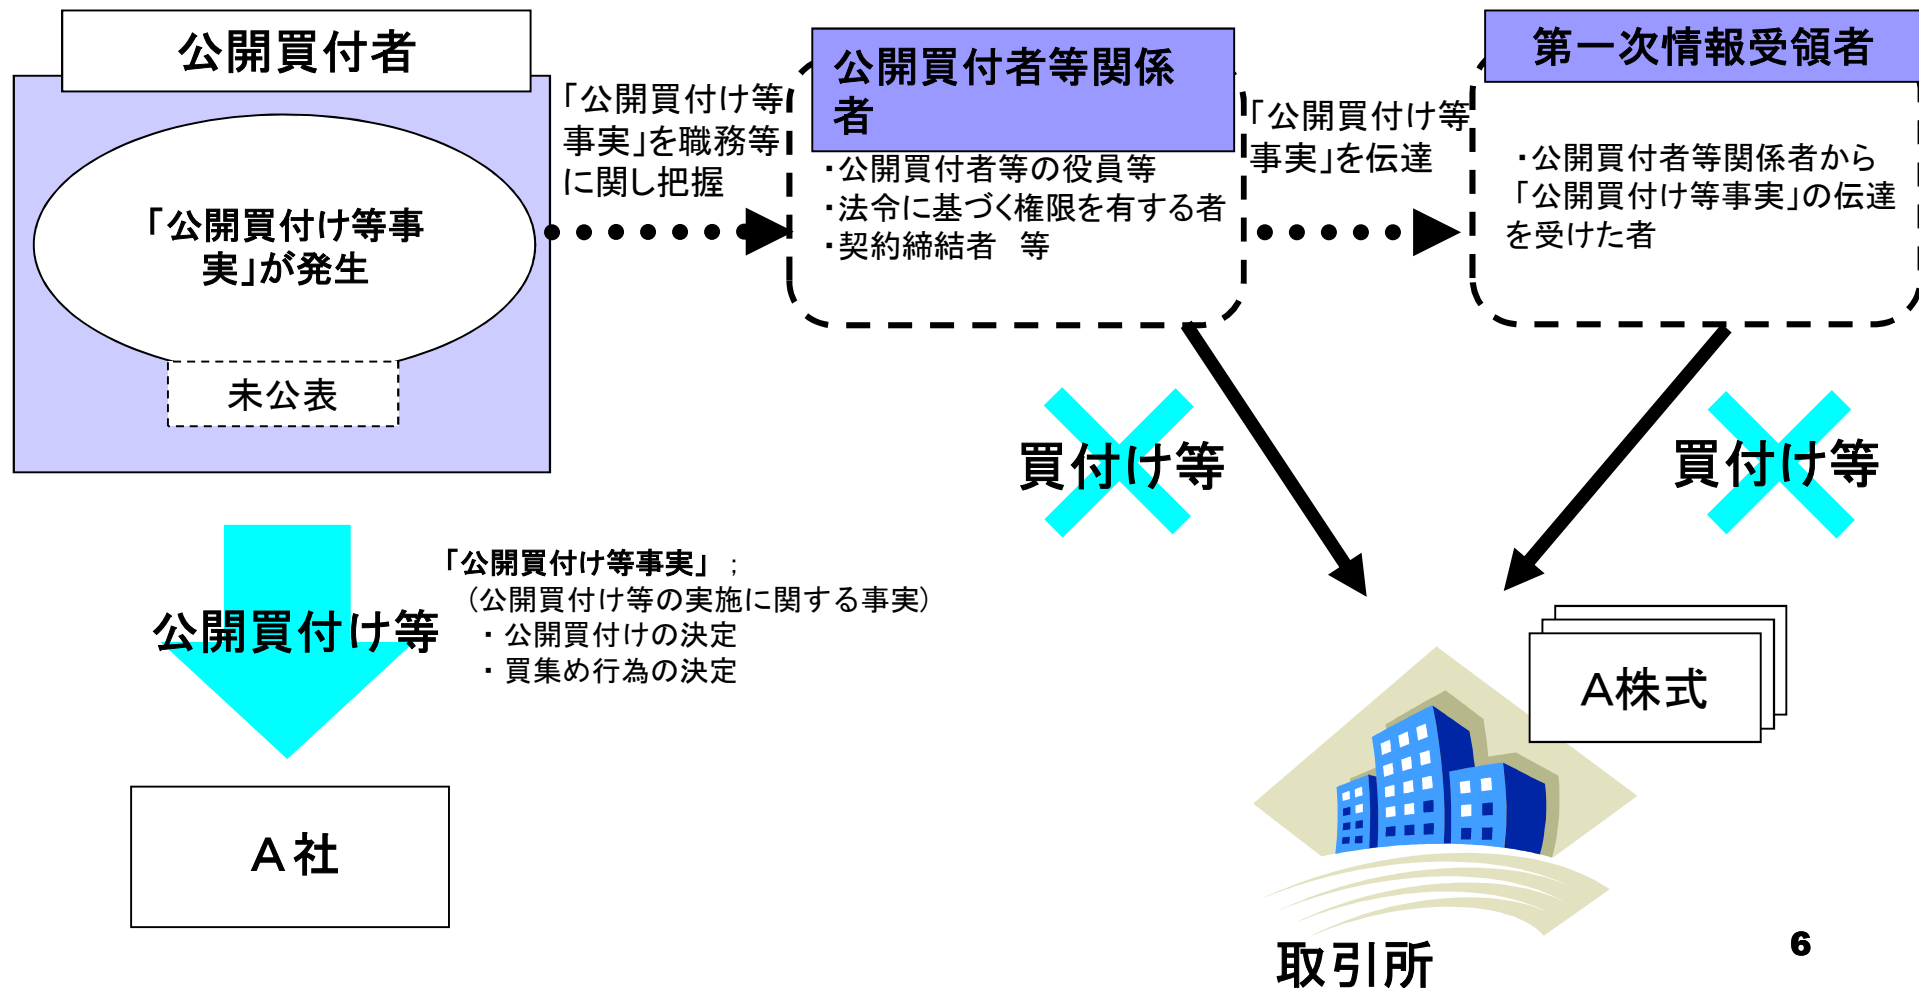 公開買付者
「公開買付け等事
実」が発生
未公表
「公開買付け等
事実」を職務等
に関し把握
公開買付者等関係
者
・公開買付者等の役員等
・法令に基づく権限を有する者
・契約締結者　等
「公開買付け等
事実」を伝達
第一次情報受領者
・公開買付者等関係者から
「公開買付け等事実」の伝達
を受けた者
買付け等
買付け等
公開買付け等
「公開買付け等事実」；
（公開買付け等の実施に関する事実）
・公開買付けの決定
・買集め行為の決定
Ａ社
Ａ株式
取引所
6